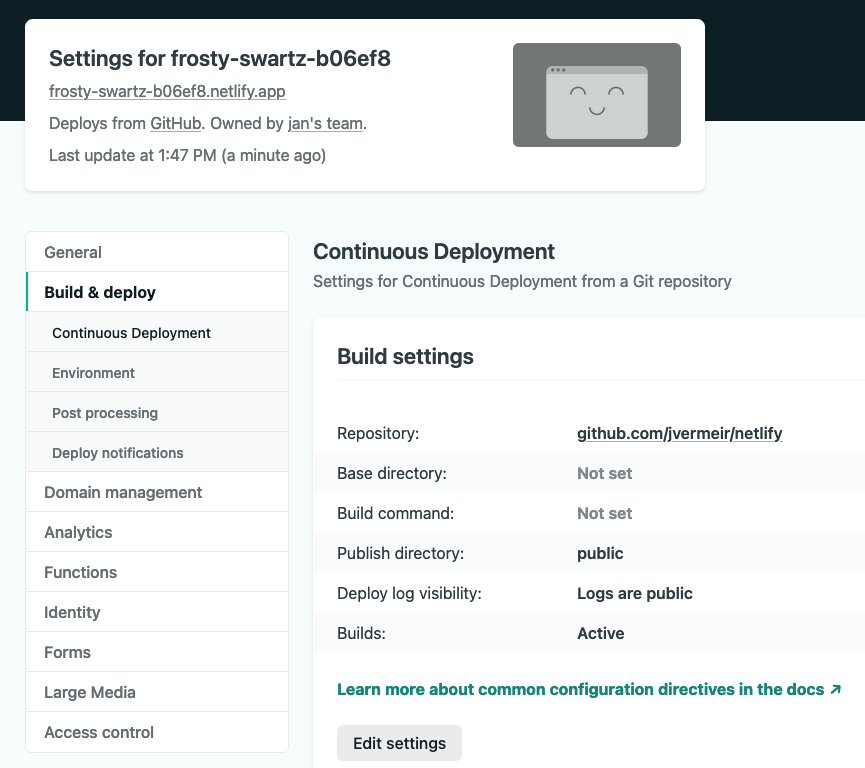 Settings for frosty-swartz-b06ef8
frosty-swartz-b06ef8.netlify.app
Deploys from GitHub. Owned by jan's team.
Last update at 1:47 PM (a minute ago)
General
Build & deploy
Continuous Deployment
Environment
Post processing
Deploy notifications
Domain management
Analytics
Functions
Identity
Forms
Large Media
Access control
Continuous Deployment
Settings for Continuous Deployment from a Git repository
Build settings
Repository: github.com/jvermeir/netlify
Base directory: Not set
Build command: Not set
Publish directory: public
Deploy log visibility: Logs are public
Builds: Active
Learn more about common configuration directives in the docs ↗
Edit settings